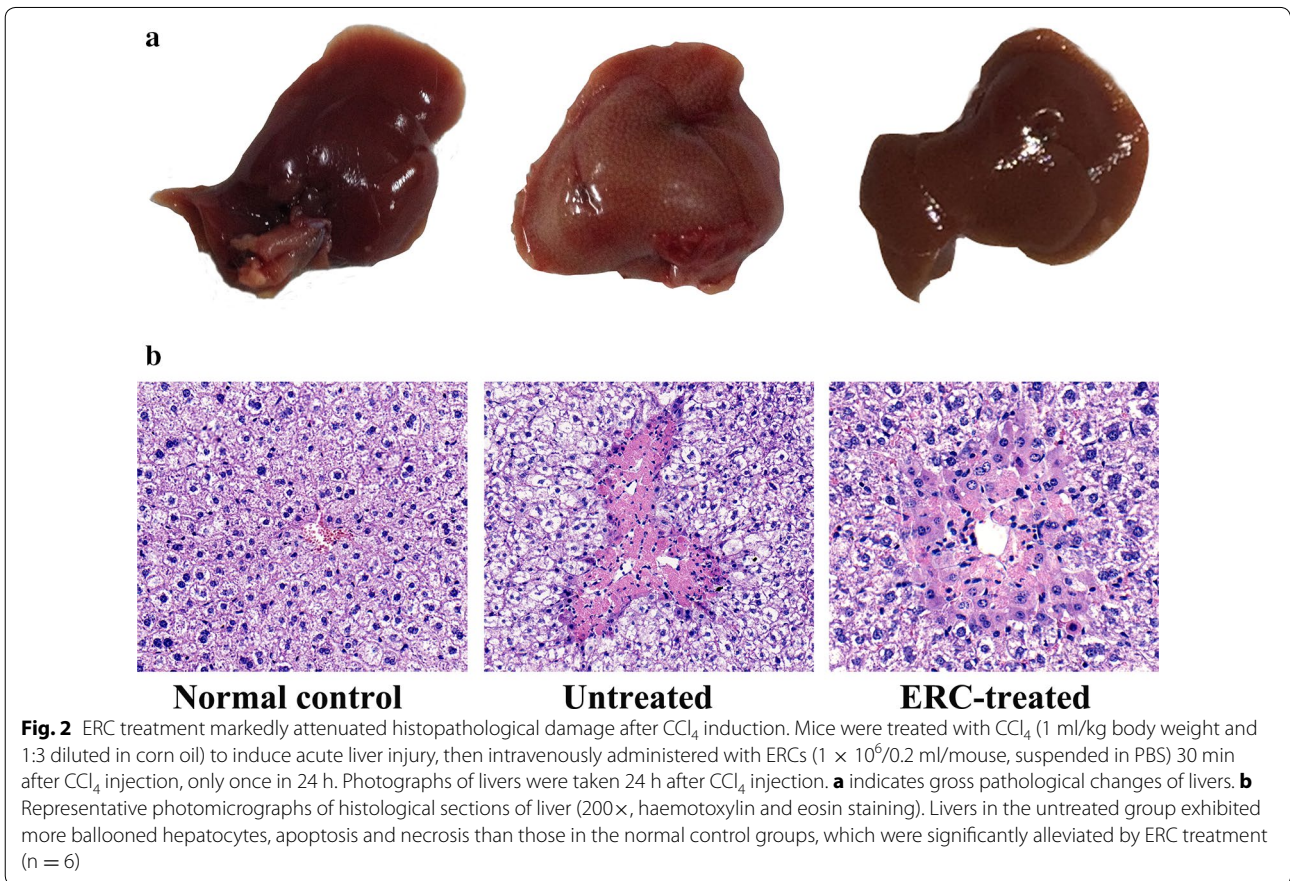 a
b
Normal control
Untreated
ERC-treated
Fig. 2 ERC treatment markedly attenuated histopathological damage after CCl₄ induction. Mice were treated with CCl₄ (1 ml/kg body weight and
1:3 diluted in corn oil) to induce acute liver injury, then intravenously administered with ERCs (1 × 10⁶/0.2 ml/mouse, suspended in PBS) 30 min
after CCl₄ injection, only once in 24 h. Photographs of livers were taken 24 h after CCl₄ injection. a indicates gross pathological changes of livers. b
Representative photomicrographs of histological sections of liver (200×, haemotoxylin and eosin staining). Livers in the untreated group exhibited
more ballooned hepatocytes, apoptosis and necrosis than those in the normal control groups, which were significantly alleviated by ERC treatment
(n = 6)